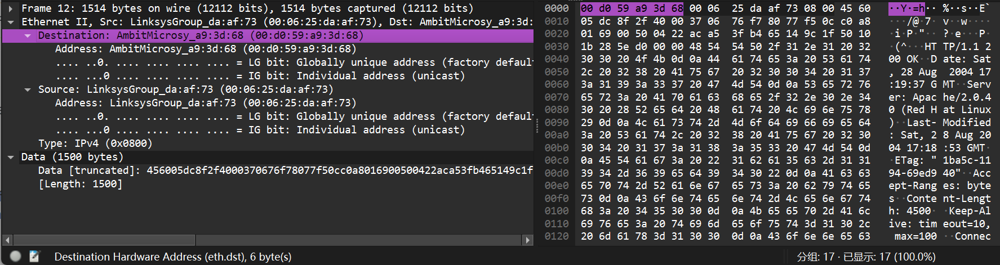 Frame 12: 1514 bytes on wire (12112 bits), 1514 bytes captured (12112 bits)
Ethernet II, Src: LinksysGroup_da:af:73 (00:06:25:da:af:73), Dst: AmbitMicrosy_a9:3d:
Destination: AmbitMicrosy_a9:3d:68 (00:d0:59:a9:3d:68)
Address: AmbitMicrosy_a9:3d:68 (00:d0:59:a9:3d:68)
.... ..0. .... .... .... .... = LG bit: Globally unique address (factory default
.... ...0 .... .... .... .... = IG bit: Individual address (unicast)
Source: LinksysGroup_da:af:73 (00:06:25:da:af:73)
Address: LinksysGroup_da:af:73 (00:06:25:da:af:73)
.... ..0. .... .... .... .... = LG bit: Globally unique address (factory default
.... ...0 .... .... .... .... = IG bit: Individual address (unicast)
Type: IPv4 (0x0800)
Data (1500 bytes)
Data [truncated]: 456005dc8f2f4000370676f78077f50cc0a8016900500422aca53fb465149c1f
[Length: 1500]
0000 00 d0 59 a9 3d 68 00 06 25 da af 73 08 00 45 60 ··Y·=h·· %··s··E`
0010 05 dc 8f 2f 40 00 37 06 76 f7 80 77 f5 0c c0 a8 ···/@·7· v··w····
0020 01 69 00 50 04 22 ac a5 3f b4 65 14 9c 1f 50 10 ·i·P·"·· ?·e···P·
0030 1b 28 5e d0 00 00 48 54 54 50 2f 31 2e 31 20 32 ·(^···HT TP/1.1 2
0040 30 30 20 4f 4b 0d 0a 44 61 74 65 3a 20 53 61 74 00 OK··D ate: Sat
0050 2c 20 32 38 20 41 75 67 20 32 30 30 34 20 31 37 , 28 Aug  2004 17
0060 3a 31 39 3a 33 37 20 47 4d 54 0d 0a 53 65 72 76 :19:37 G MT··Serv
0070 65 72 3a 20 41 70 61 63 68 65 2f 32 2e 30 2e 34 er: Apac he/2.0.4
0080 30 20 28 52 65 64 20 48 61 74 20 4c 69 6e 75 78 0 (Red H at Linux
0090 29 0d 0a 4c 61 73 74 2d 4d 6f 64 69 66 69 65 64 )··Last- Modified
00a0 3a 20 53 61 74 2c 20 32 38 20 41 75 67 20 32 30 : Sat, 2 8 Aug 20
00b0 30 34 20 31 37 3a 31 38 3a 35 33 20 47 4d 54 0d 04 17:18 :53 GMT·
00c0 0a 45 54 61 67 3a 20 22 31 62 61 35 63 2d 31 31 ·ETag: " 1ba5c-11
00d0 39 34 2d 36 39 65 64 39 34 30 22 0d 0a 41 63 63 94-69ed9 40"··Acc
00e0 65 70 74 2d 52 61 6e 67 65 73 3a 20 62 79 74 65 ept-Rang es: byte
00f0 73 0d 0a 43 6f 6e 74 65 6e 74 2d 4c 65 6e 67 74 s··Conte nt-Lengt
0100 68 3a 20 34 35 30 30 0d 0a 4b 65 65 70 2d 41 6c h: 4500· ·Keep-Al
0110 69 76 65 3a 20 74 69 6d 65 6f 75 74 3d 31 30 2c ive: tim eout=10,
0120 20 6d 61 78 3d 31 30 30 0d 0a 43 6f 6e 6e 65 63  max=100 ··Connec
Destination Hardware Address (eth.dst), 6 byte(s)
分组: 17 · 已显示: 17 (100.0%)